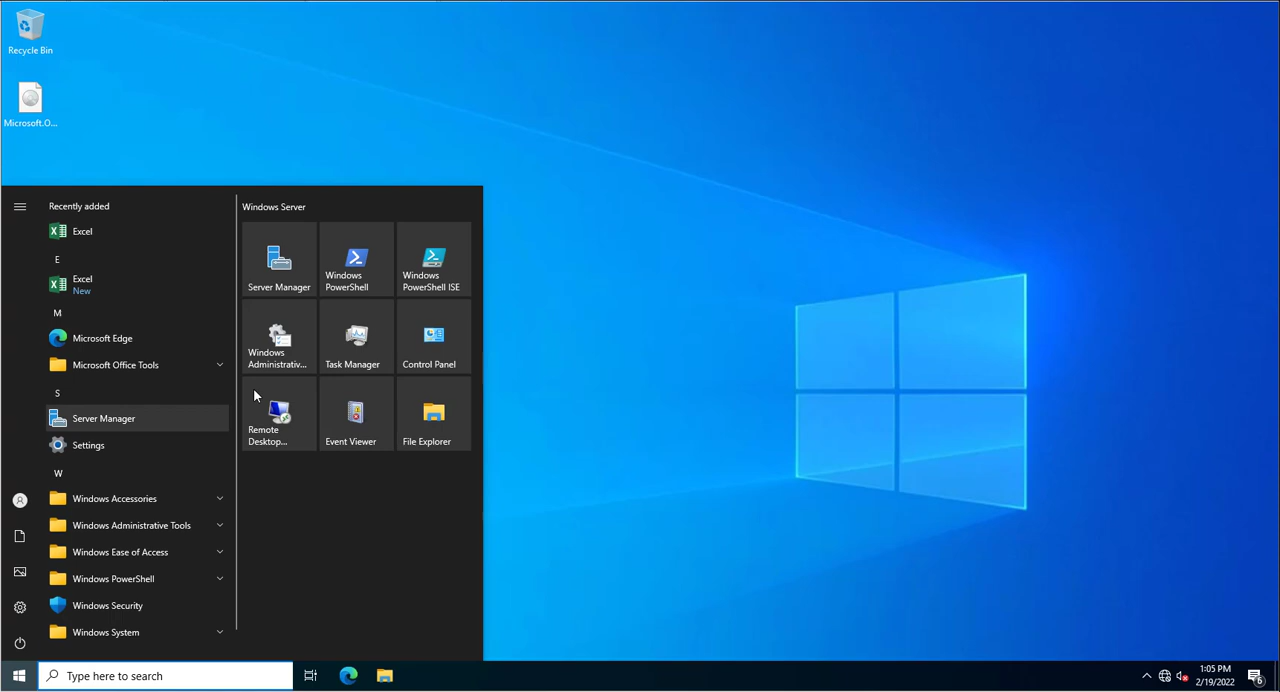 Recycle Bin
Microsoft.O...
Recently added
Excel
E
Excel
New
M
Microsoft Edge
Microsoft Office Tools
S
Server Manager
Settings
W
Windows Accessories
Windows Administrative Tools
Windows Ease of Access
Windows PowerShell
Windows Security
Windows System
Windows Server
Server Manager
Windows
PowerShell
Windows
PowerShell ISE
Windows
Administrativ...
Task Manager
Control Panel
Remote
Desktop...
Event Viewer
File Explorer
Type here to search
1:05 PM
2/19/2022
6